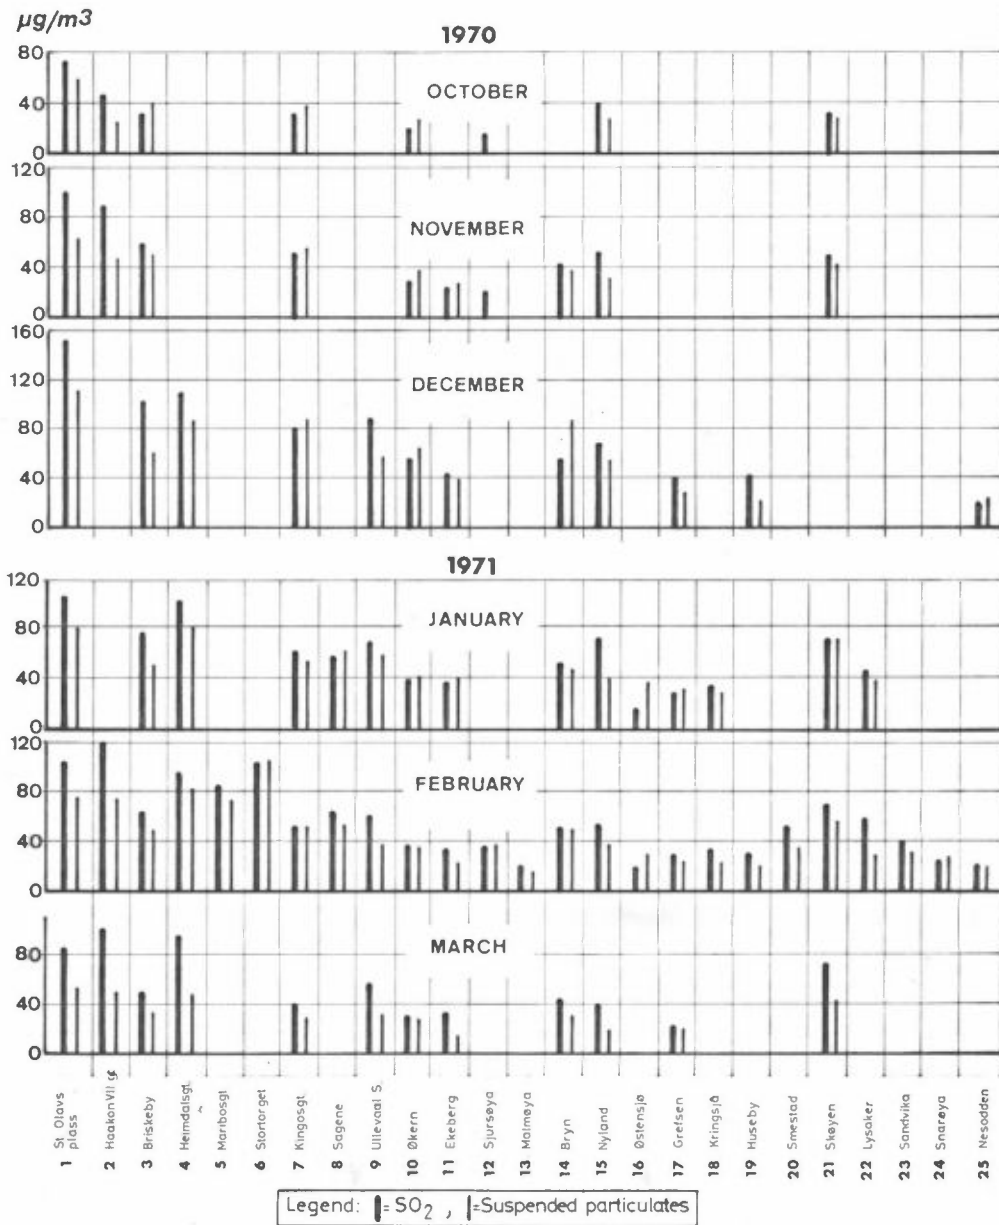 µg/m3
1970
80
40
0
OCTOBER
120
80
40
0
NOVEMBER
160
120
80
40
0
DECEMBER
1971
120
80
40
0
JANUARY
120
80
40
0
FEBRUARY
80
40
0
MARCH
1 St Olavs plass
2 Haakon VII gt
3 Briskeby
4 Heimdalsgt.
5 Maribosgt
6 Stortorget
7 Kingosgt
8 Sagene
9 Ullevaal S.
10 Økern
11 Ekeberg
12 Sjursøya
13 Malmøya
14 Bryn
15 Nyland
16 Østensjø
17 Grefsen
18 Kringsjå
19 Huseby
20 Smestad
21 Skøyen
22 Lysaker
23 Sandvika
24 Snarøya
25 Nesodden
Legend: = SO2 , =Suspended particulates